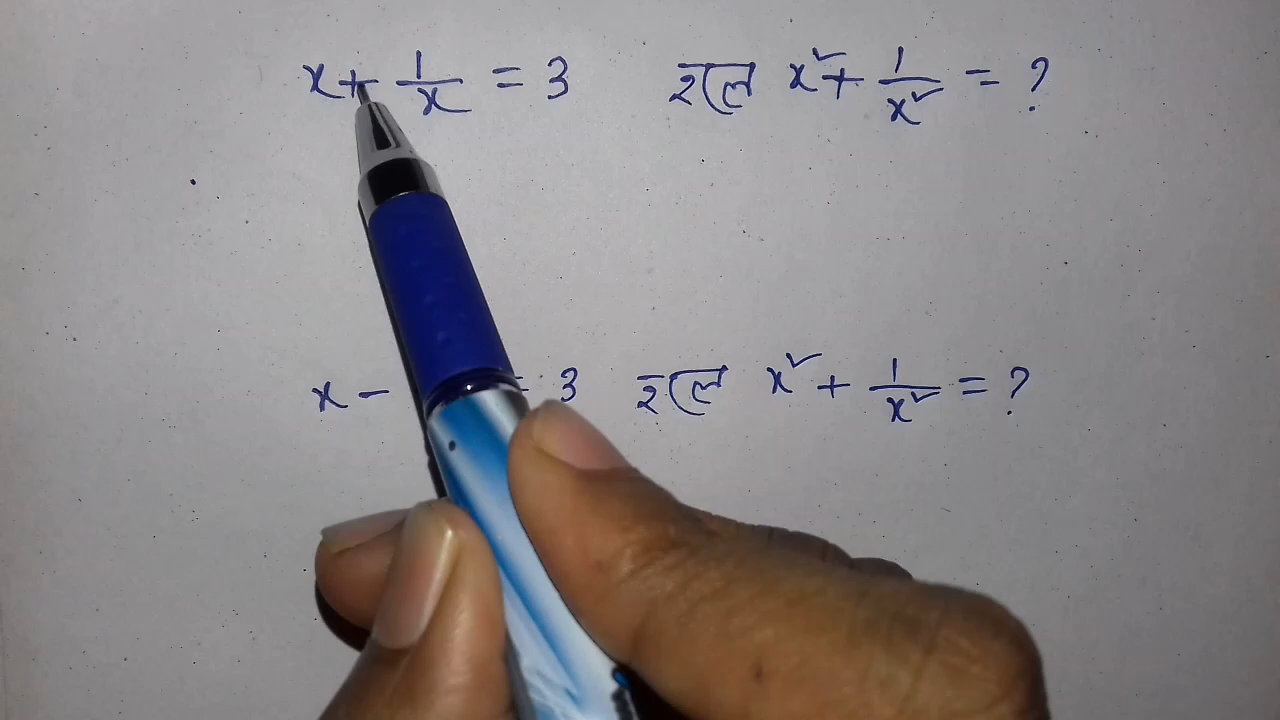 x + 1/x = 3 হলে x² + 1/x² = ?
x - = 3 হলে x² + 1/x² = ?